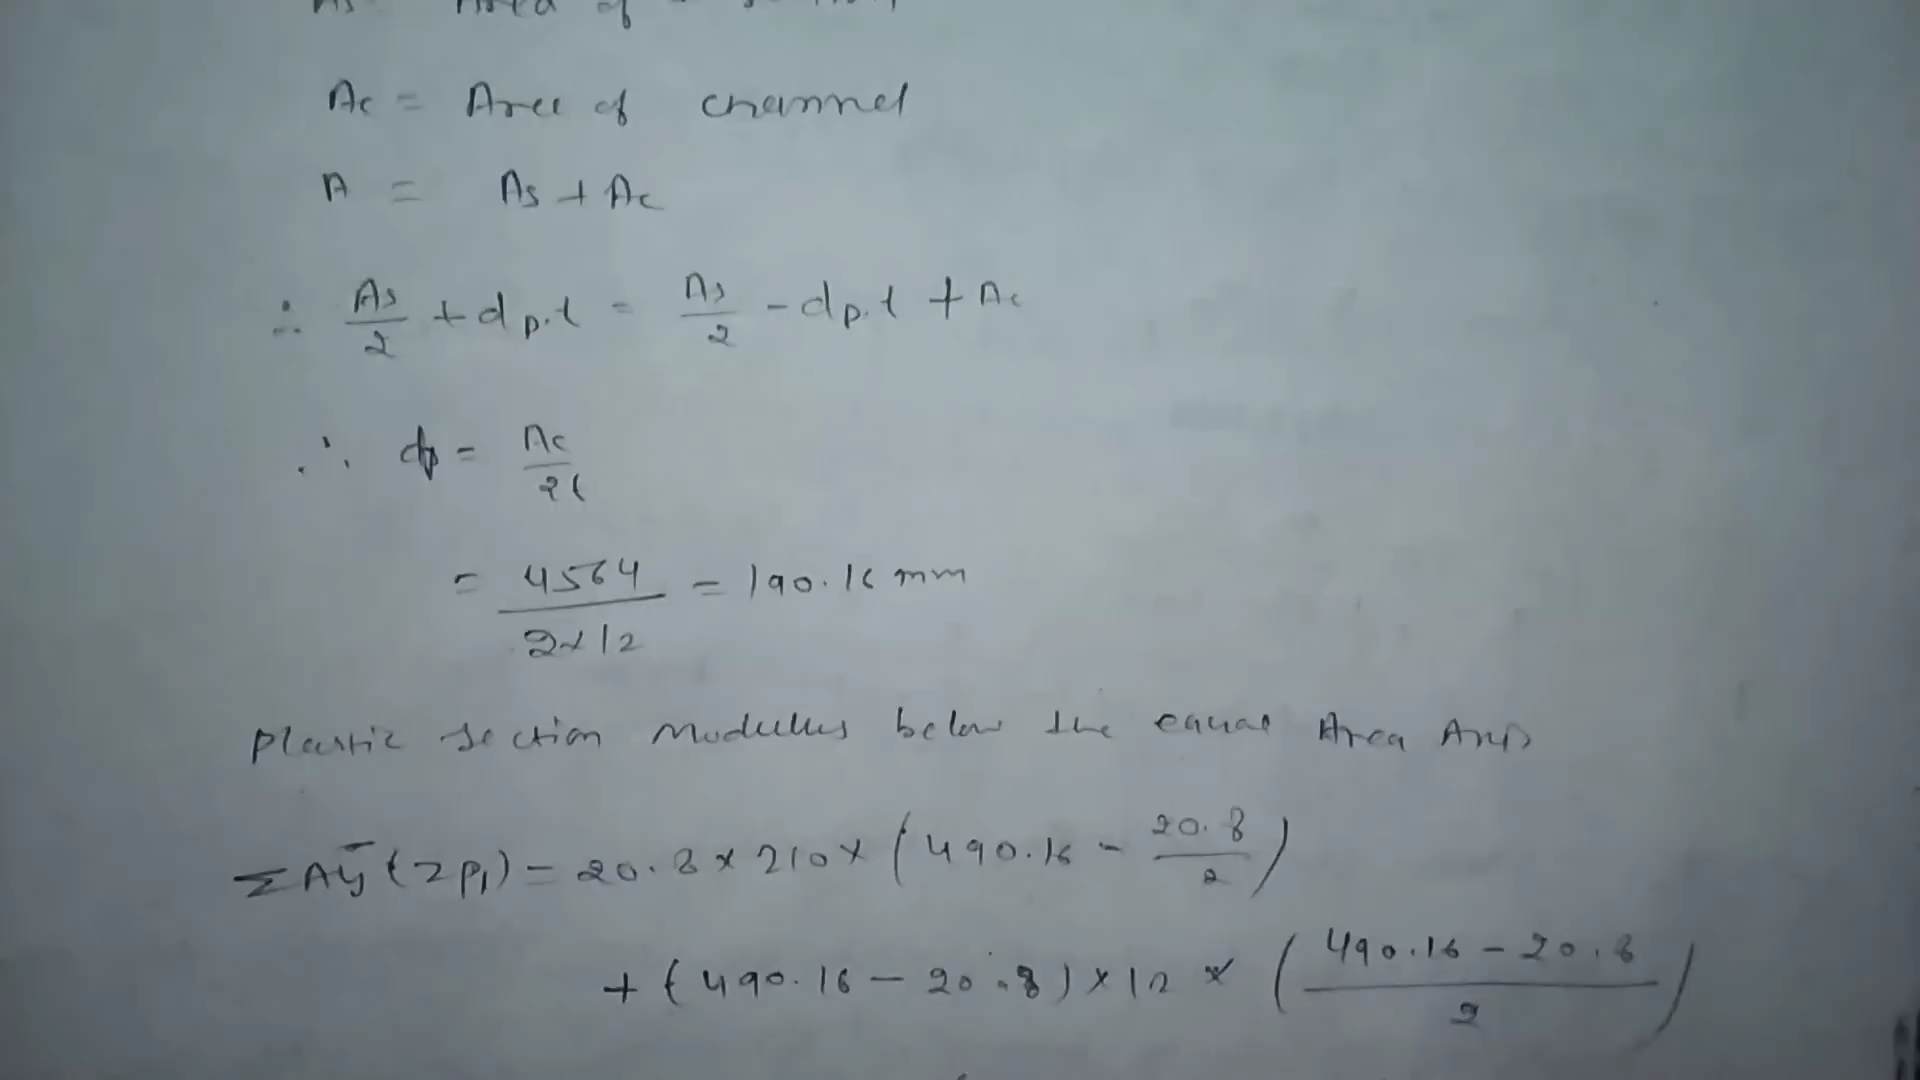 Ac = Area of channel
A = As + Ac
∴ As/2 + dp.t = As/2 - dp.t + Ac
∴ dp = Ac/2t
= 4564/2×12 = 190.16 mm
Plastic section modulus below the equal Area Axis
ΣAȳ (Zp1) = 20.8 × 210 × (490.16 - 20.8/2)
+ (490.16 - 20.8) × 12 × (490.16 - 20.8/2)